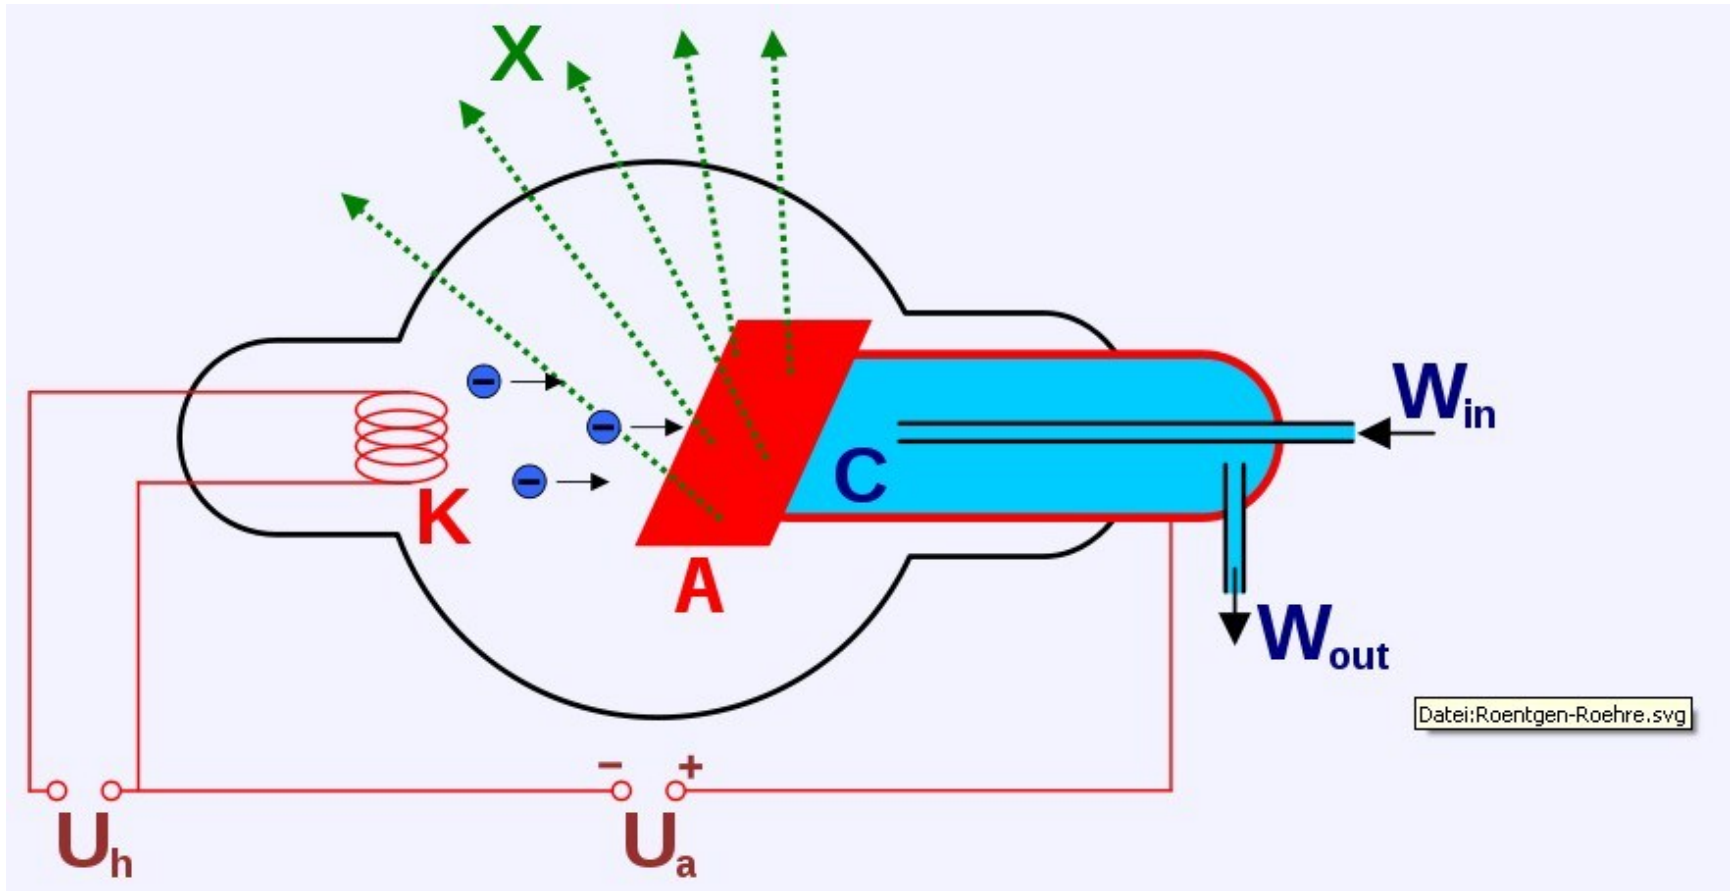 X
W_in
C
K
A
W_out
Datei:Roentgen-Roehre.svg
− +
U_h
U_a